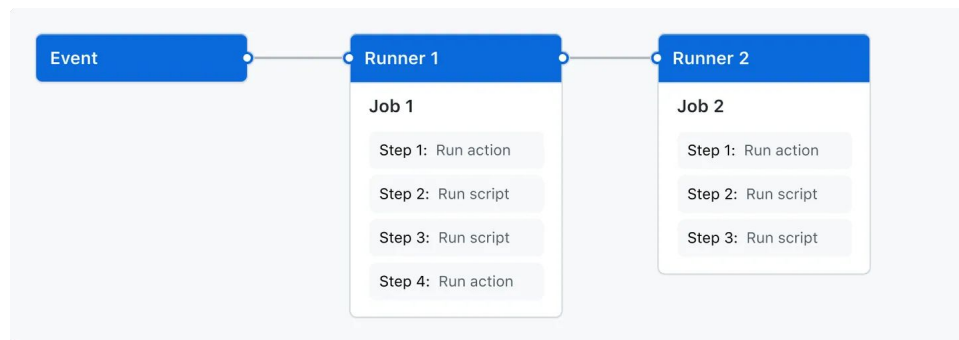 Event
Runner 1
Job 1
Step 1: Run action
Step 2: Run script
Step 3: Run script
Step 4: Run action
Runner 2
Job 2
Step 1: Run action
Step 2: Run script
Step 3: Run script